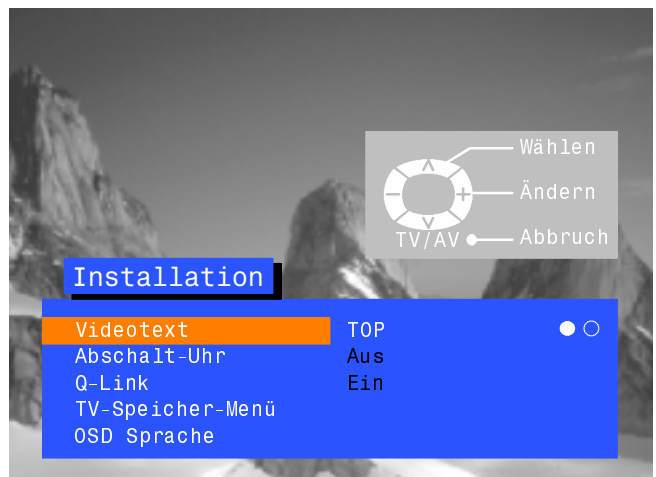 Wählen
Ändern
TV/AV Abbruch
Installation
Videotext TOP
Abschalt-Uhr Aus
Q-Link Ein
TV-Speicher-Menü
OSD Sprache